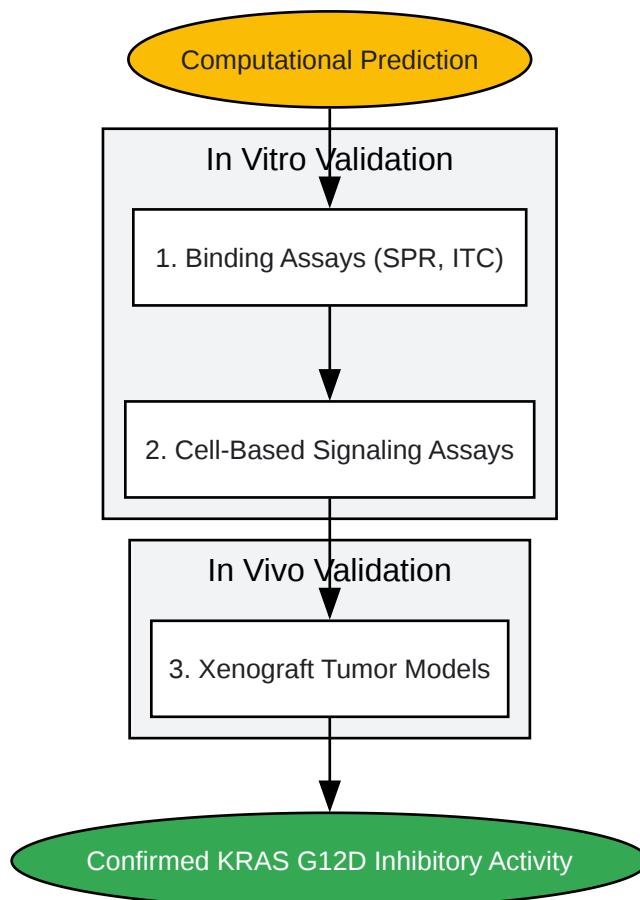 Computational Prediction
In Vitro Validation
1. Binding Assays (SPR, ITC)
2. Cell-Based Signaling Assays
In Vivo Validation
3. Xenograft Tumor Models
Confirmed KRAS G12D Inhibitory Activity